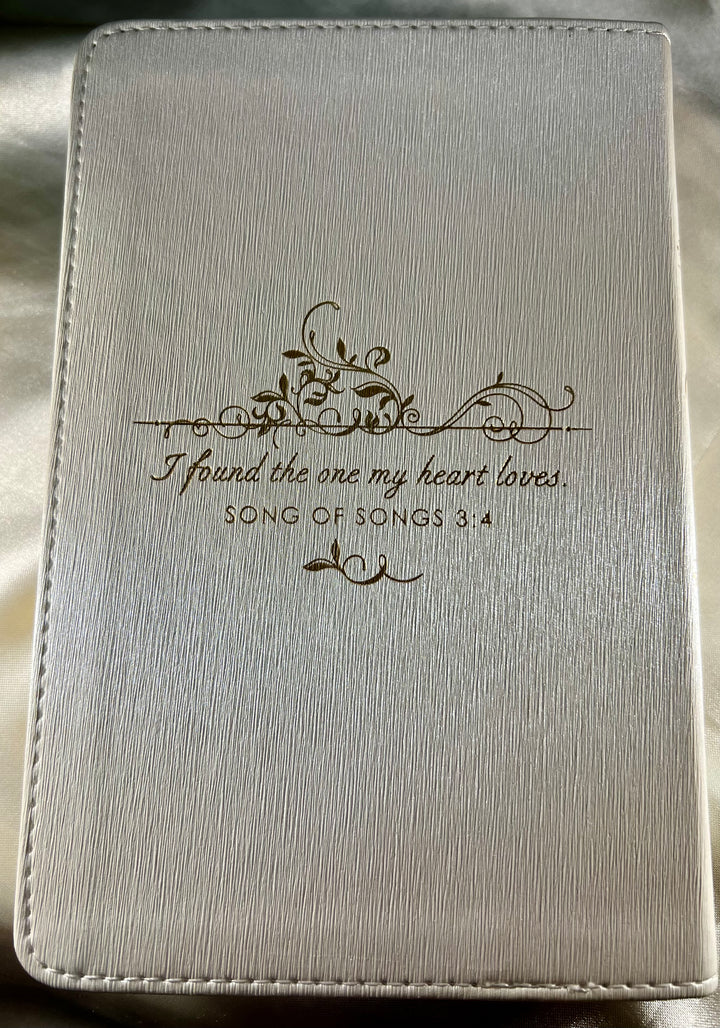 I found the one my heart loves.
SONG OF SONGS 3:4